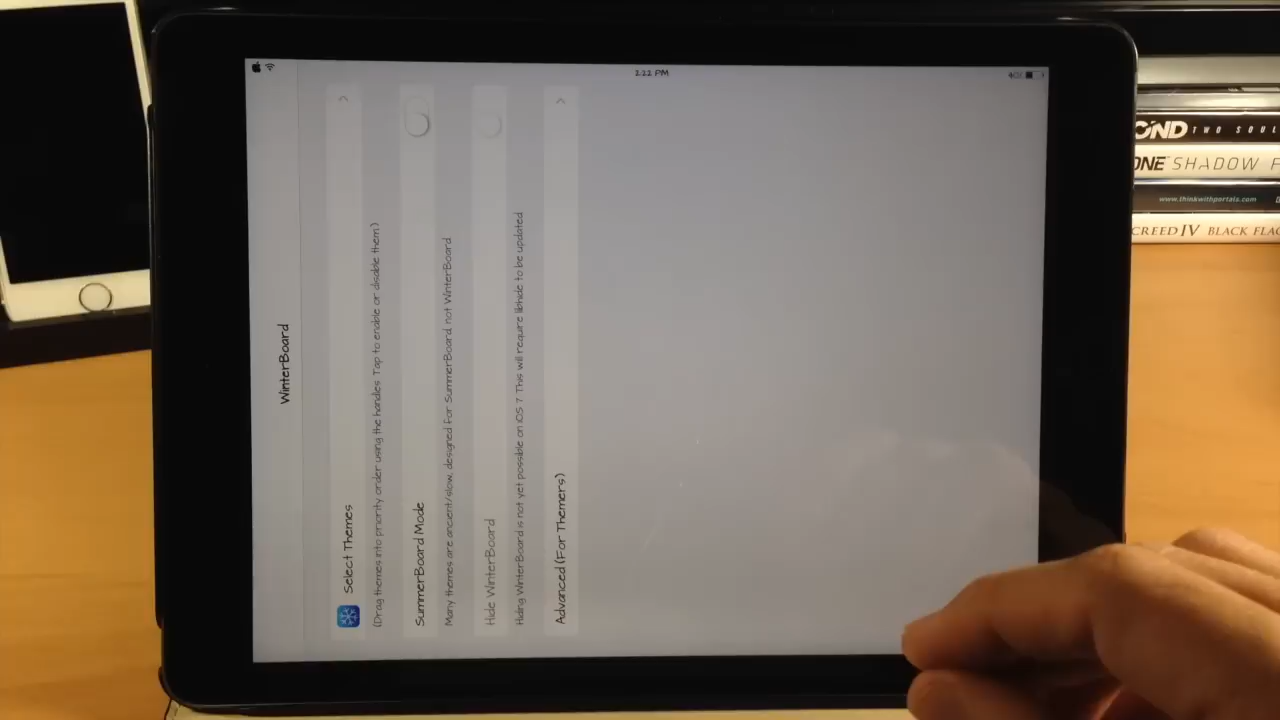 2:22 PM
WinterBoard
Select Themes
(Drag themes into priority order using the handles. Tap to enable or disable them.)
SummerBoard Mode
Many themes are ancient/slow, designed for SummerBoard, not WinterBoard
Hide WinterBoard
Hiding WinterBoard is not yet possible on iOS 7. This will require libhide to be updated
Advanced (For Themers)
TWO SOUL
ONE SHADOW F
www.thinkwithportals.com
CREED IV BLACK FLAG